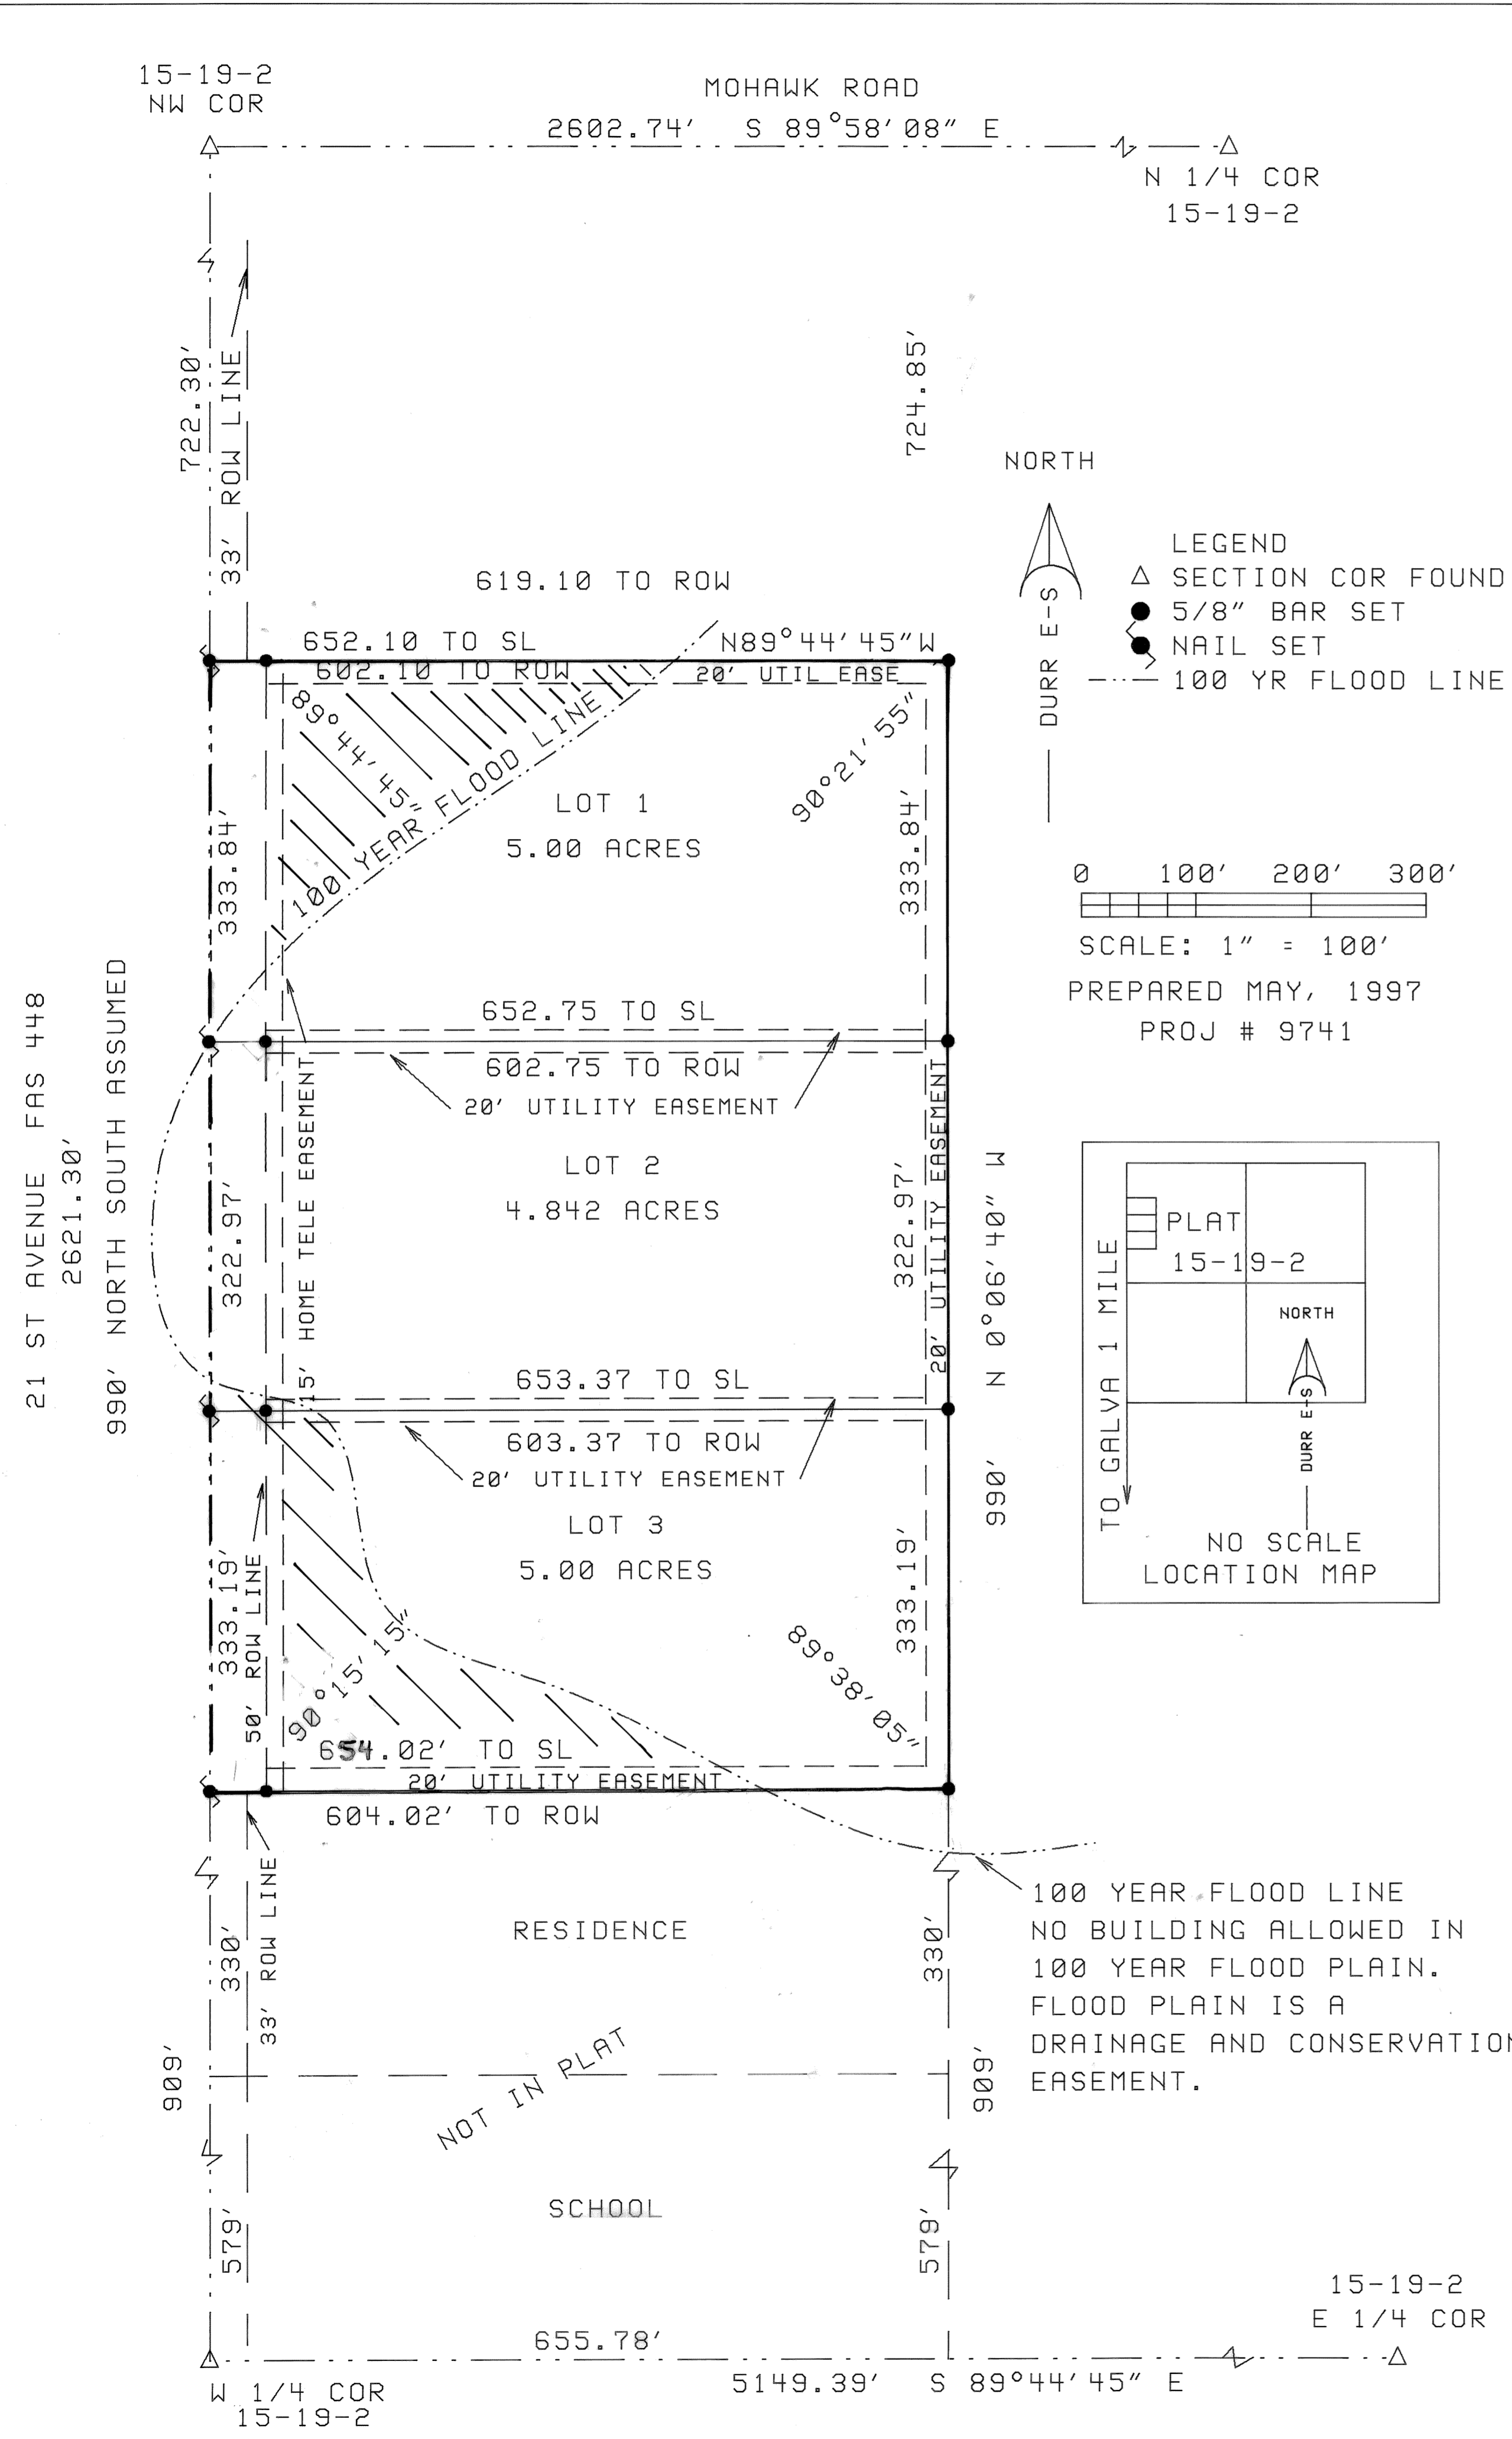 15-19-2
NW COR
MOHAWK ROAD
2602.74' S 89°58'08" E
N 1/4 COR
15-19-2
722.30'
33' ROW LINE
724.85'
NORTH
DURR E-S
LEGEND
SECTION COR FOUND
5/8" BAR SET
NAIL SET
100 YR FLOOD LINE
619.10 TO ROW
652.10 TO SL
N89°44'45"W
602.10 TO ROW
20' UTIL EASE
89°44'45"
90°21'55"
100 YEAR FLOOD LINE
LOT 1
5.00 ACRES
333.84'
333.84'
0 100' 200' 300'
SCALE: 1" = 100'
PREPARED MAY, 1997
PROJ # 9741
21 ST AVENUE FAS 448
2621.30'
990' NORTH SOUTH ASSUMED
652.75 TO SL
602.75 TO ROW
20' UTILITY EASEMENT
15' HOME TELE EASEMENT
LOT 2
4.842 ACRES
322.97'
322.97'
20' UTILITY EASEMENT
990' N 0°06'40" W
PLAT
15-19-2
TO GALVA 1 MILE
NORTH
DURR E-S
NO SCALE
LOCATION MAP
653.37 TO SL
603.37 TO ROW
20' UTILITY EASEMENT
LOT 3
5.00 ACRES
333.19'
50' ROW LINE
333.19'
90°15'15"
89°38'05"
654.02' TO SL
20' UTILITY EASEMENT
604.02' TO ROW
33' ROW LINE
330'
RESIDENCE
330'
100 YEAR FLOOD LINE
NO BUILDING ALLOWED IN
100 YEAR FLOOD PLAIN.
FLOOD PLAIN IS A
DRAINAGE AND CONSERVATION
EASEMENT.
909'
909'
NOT IN PLAT
SCHOOL
579'
579'
15-19-2
E 1/4 COR
655.78'
5149.39' S 89°44'45" E
W 1/4 COR
15-19-2